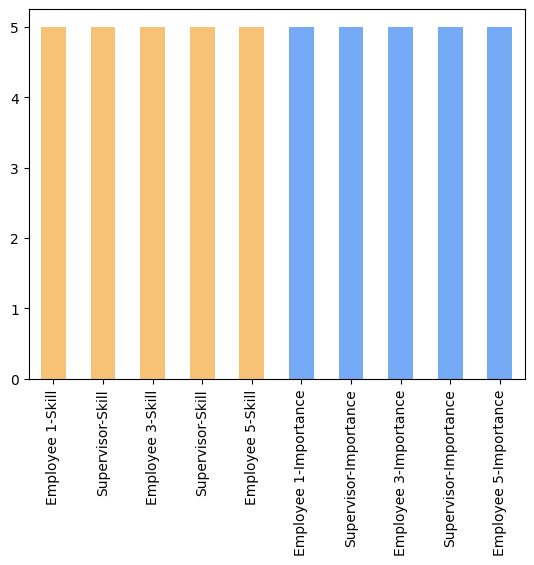 5
4
3
2
1
0
Employee 1-Skill
Supervisor-Skill
Employee 3-Skill
Supervisor-Skill
Employee 5-Skill
Employee 1-Importance
Supervisor-Importance
Employee 3-Importance
Supervisor-Importance
Employee 5-Importance